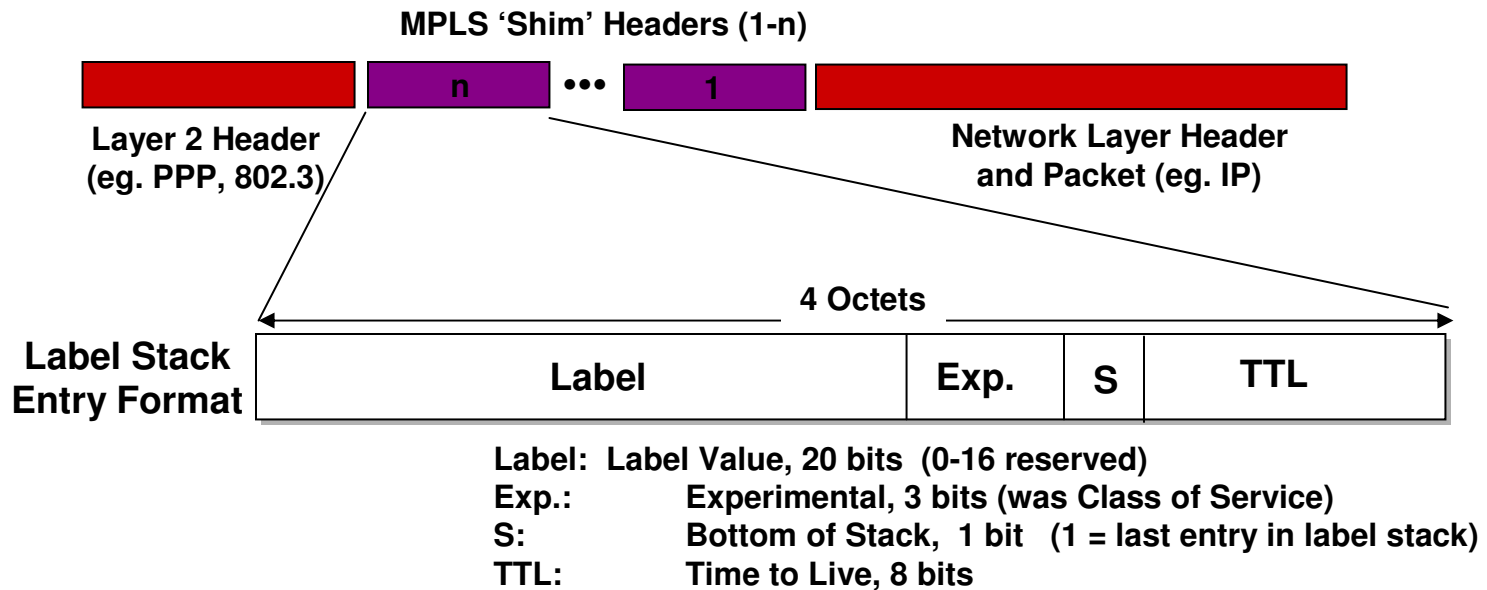 MPLS ‘Shim’ Headers (1-n)
n ••• 1
Layer 2 Header
(eg. PPP, 802.3)
Network Layer Header
and Packet (eg. IP)
4 Octets
Label Stack
Entry Format
Label Exp. S TTL
Label: Label Value, 20 bits (0-16 reserved)
Exp.: Experimental, 3 bits (was Class of Service)
S: Bottom of Stack, 1 bit (1 = last entry in label stack)
TTL: Time to Live, 8 bits